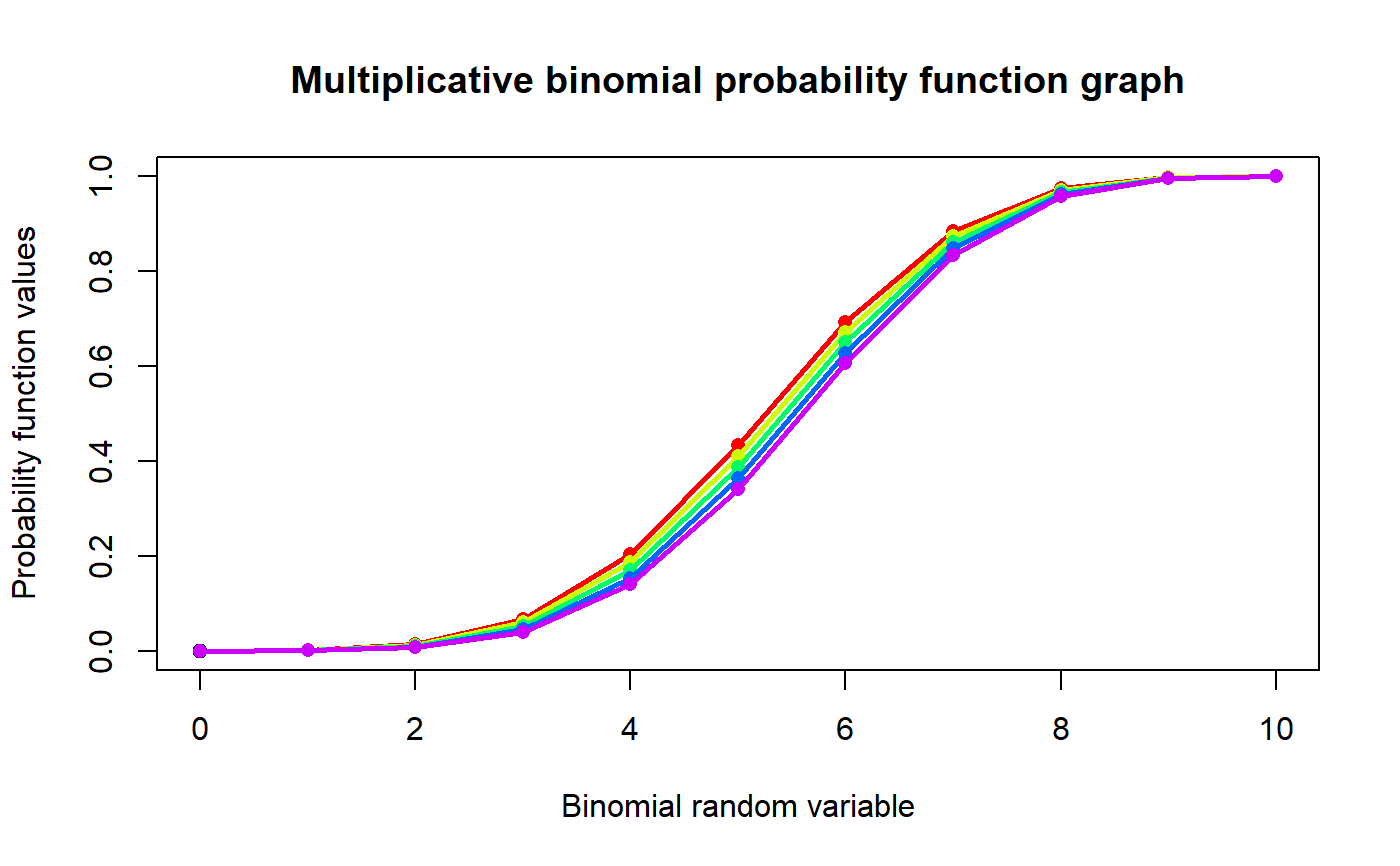 Multiplicative binomial probability function graph
Probability function values
1.0
0.8
0.6
0.4
0.2
0.0
0 2 4 6 8 10
Binomial random variable